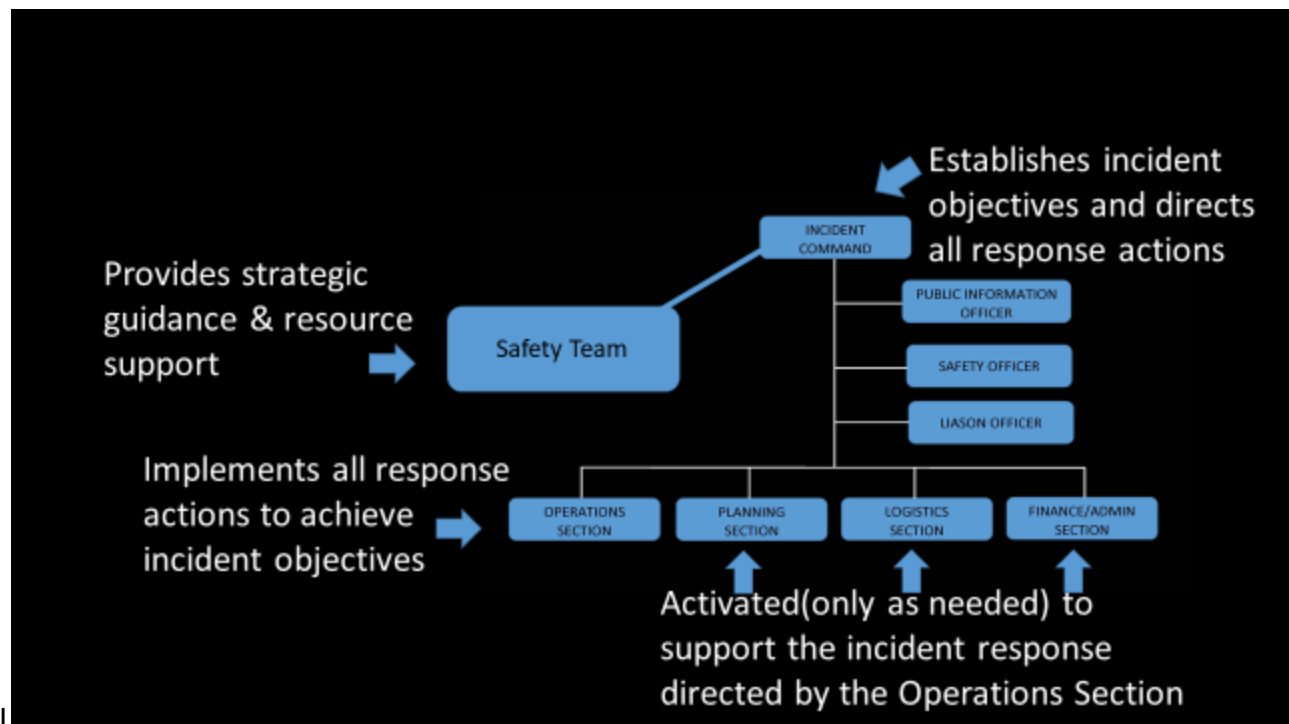 Establishes incident
objectives and directs
all response actions
INCIDENT
COMMAND
Provides strategic
guidance & resource
support
PUBLIC INFORMATION
OFFICER
Safety Team
SAFETY OFFICER
LIASON OFFICER
Implements all response
actions to achieve
incident objectives
OPERATIONS
SECTION
PLANNING
SECTION
LOGISTICS
SECTION
FINANCE/ADMIN
SECTION
Activated(only as needed) to
support the incident response
directed by the Operations Section